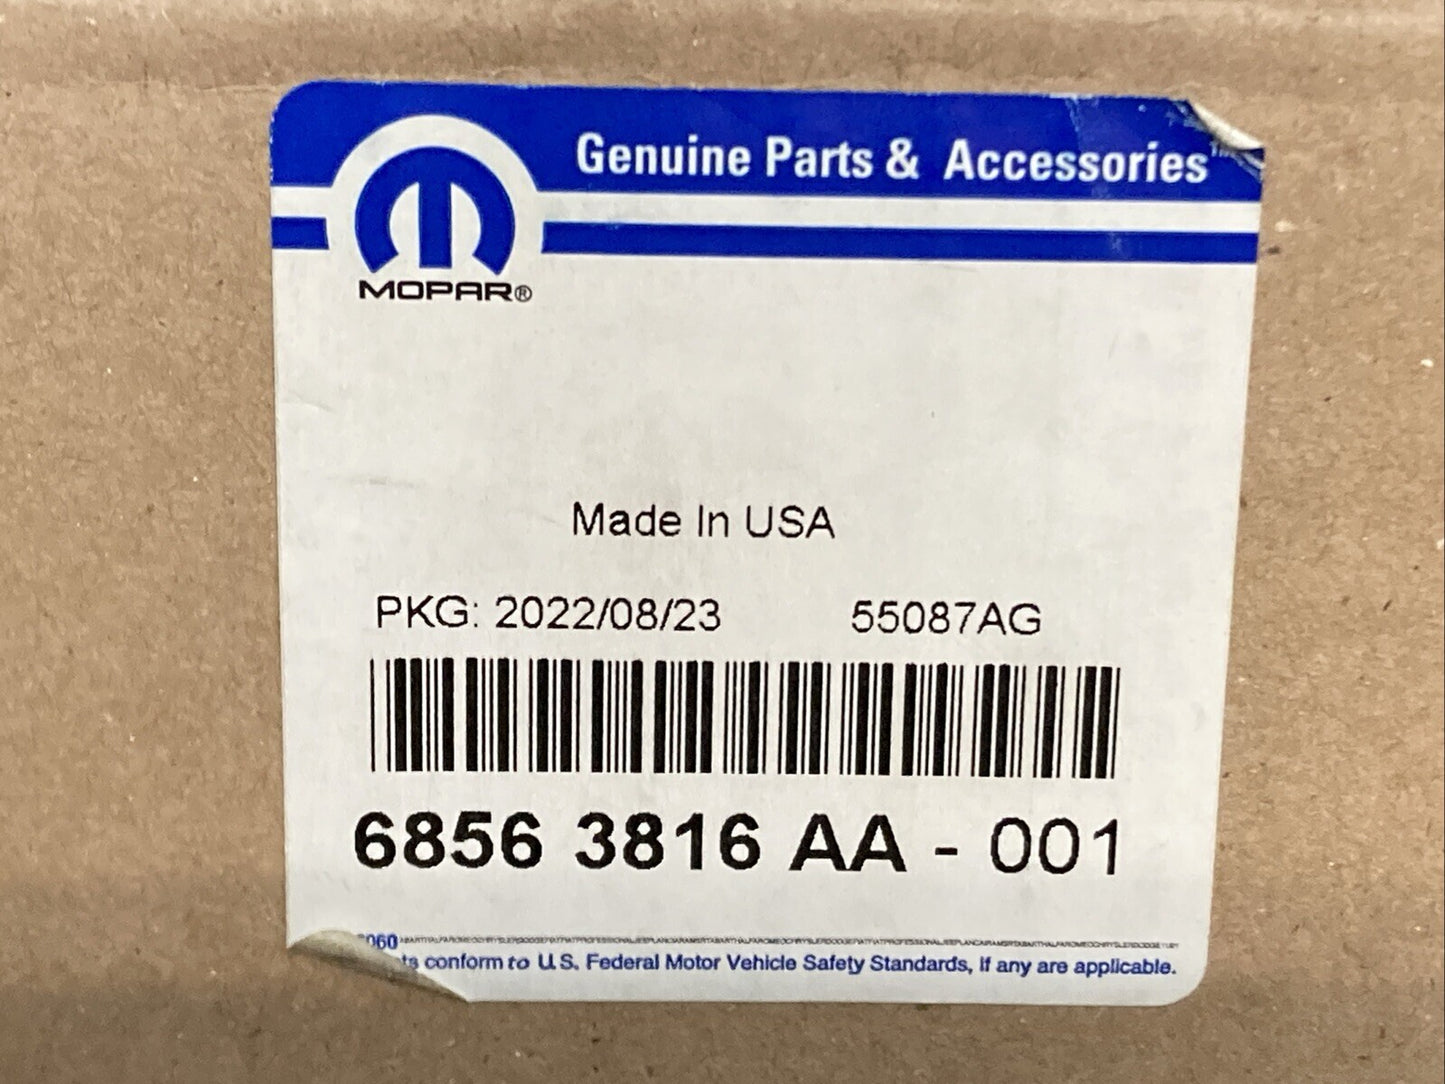 Genuine Parts & Accessories™
MOPAR®
Made In USA
PKG: 2022/08/23 55087AG
6856 3816 AA - 001
conform to U.S. Federal Motor Vehicle Safety Standards, if any are applicable.